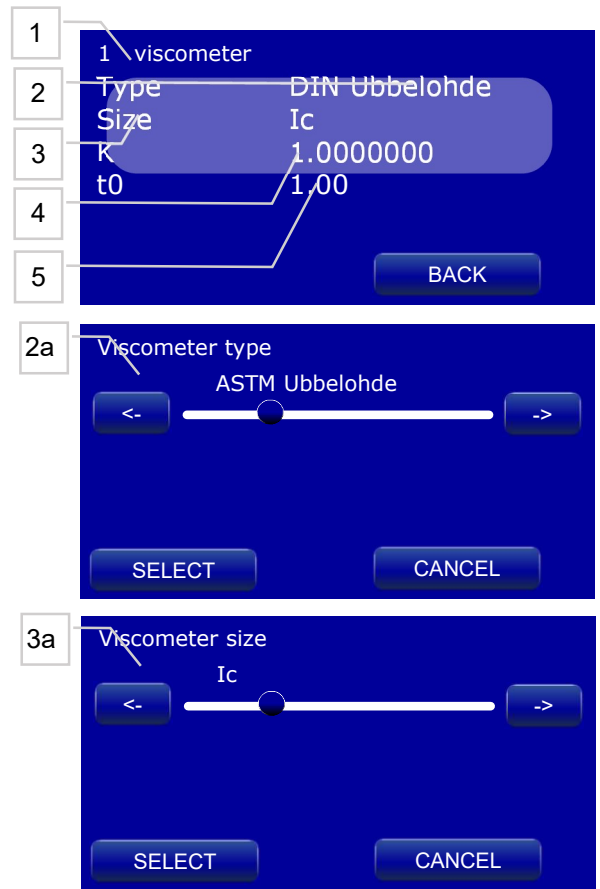 1
1 viscometer
2
Type DIN Ubbelohde
3
Size Ic
K 1.0000000
4
t0 1.00
5
BACK
2a
Viscometer type
ASTM Ubbelohde
<- ->
SELECT CANCEL
3a
Viscometer size
Ic
<- ->
SELECT CANCEL